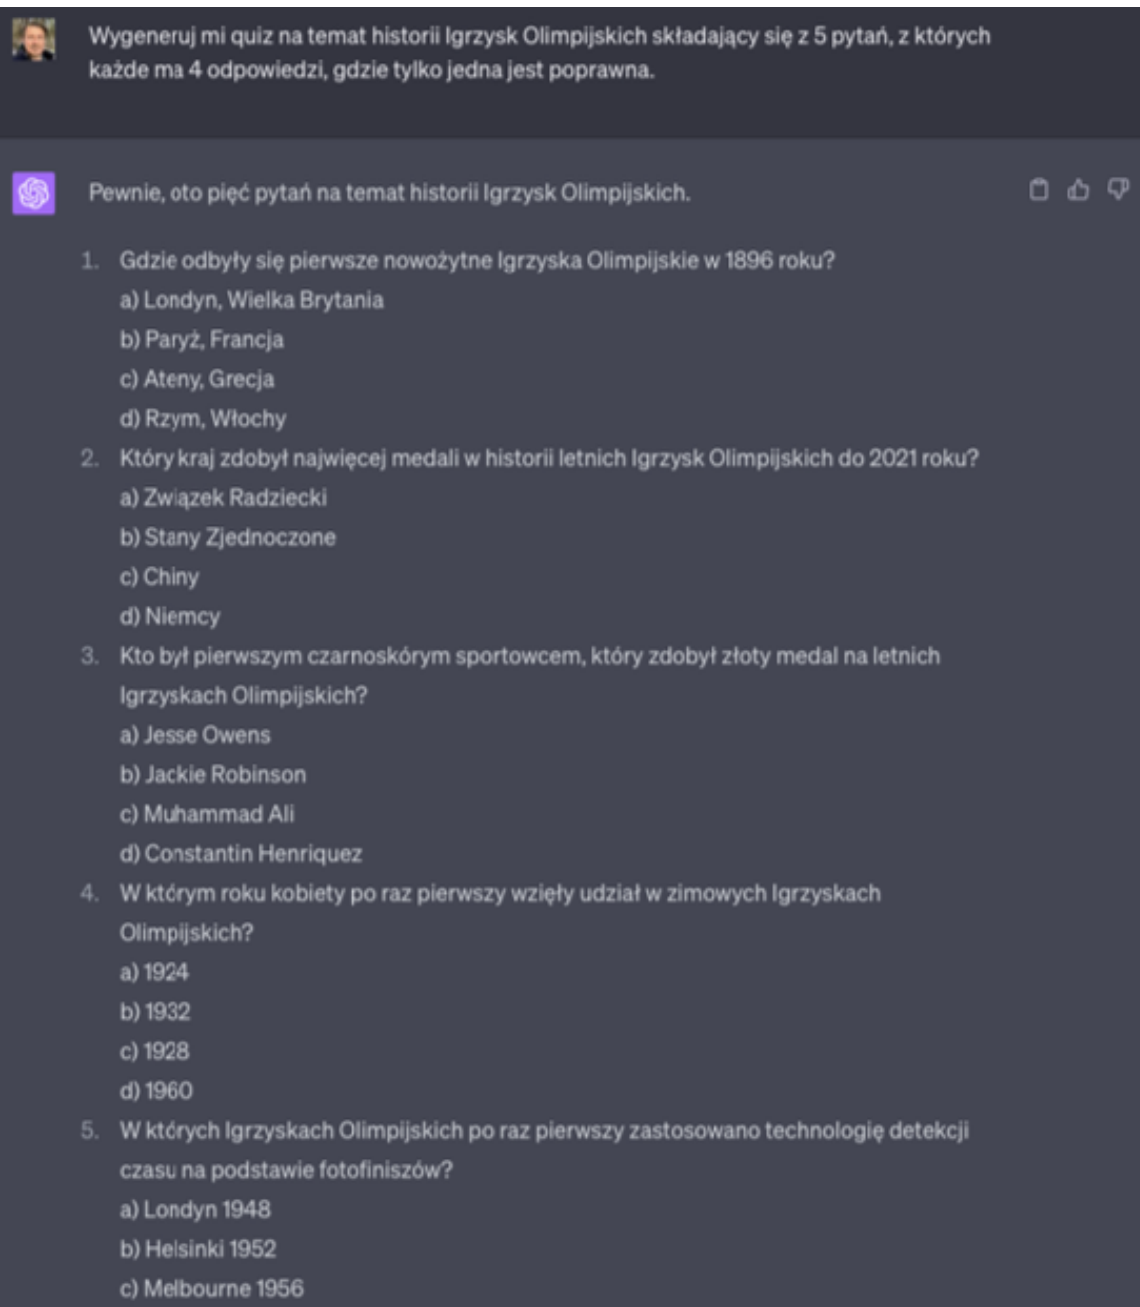 Wygeneruj mi quiz na temat historii Igrzysk Olimpijskich składający się z 5 pytań, z których
każde ma 4 odpowiedzi, gdzie tylko jedna jest poprawna.
Pewnie, oto pięć pytań na temat historii Igrzysk Olimpijskich.
1. Gdzie odbyły się pierwsze nowożytne Igrzyska Olimpijskie w 1896 roku?
a) Londyn, Wielka Brytania
b) Paryż, Francja
c) Ateny, Grecja
d) Rzym, Włochy
2. Który kraj zdobył najwięcej medali w historii letnich Igrzysk Olimpijskich do 2021 roku?
a) Związek Radziecki
b) Stany Zjednoczone
c) Chiny
d) Niemcy
3. Kto był pierwszym czarnoskórym sportowcem, który zdobył złoty medal na letnich
Igrzyskach Olimpijskich?
a) Jesse Owens
b) Jackie Robinson
c) Muhammad Ali
d) Constantin Henriquez
4. W którym roku kobiety po raz pierwszy wzięły udział w zimowych Igrzyskach
Olimpijskich?
a) 1924
b) 1932
c) 1928
d) 1960
5. W których Igrzyskach Olimpijskich po raz pierwszy zastosowano technologię detekcji
czasu na podstawie fotofiniszów?
a) Londyn 1948
b) Helsinki 1952
c) Melbourne 1956